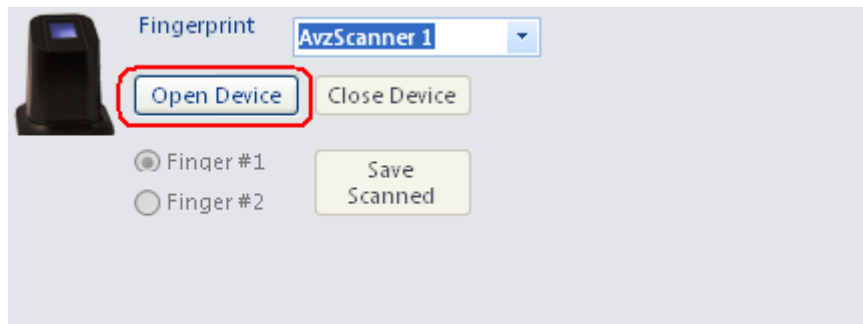 Fingerprint
AvzScanner 1
Open Device
Close Device
Finger #1
Finger #2
Save
Scanned